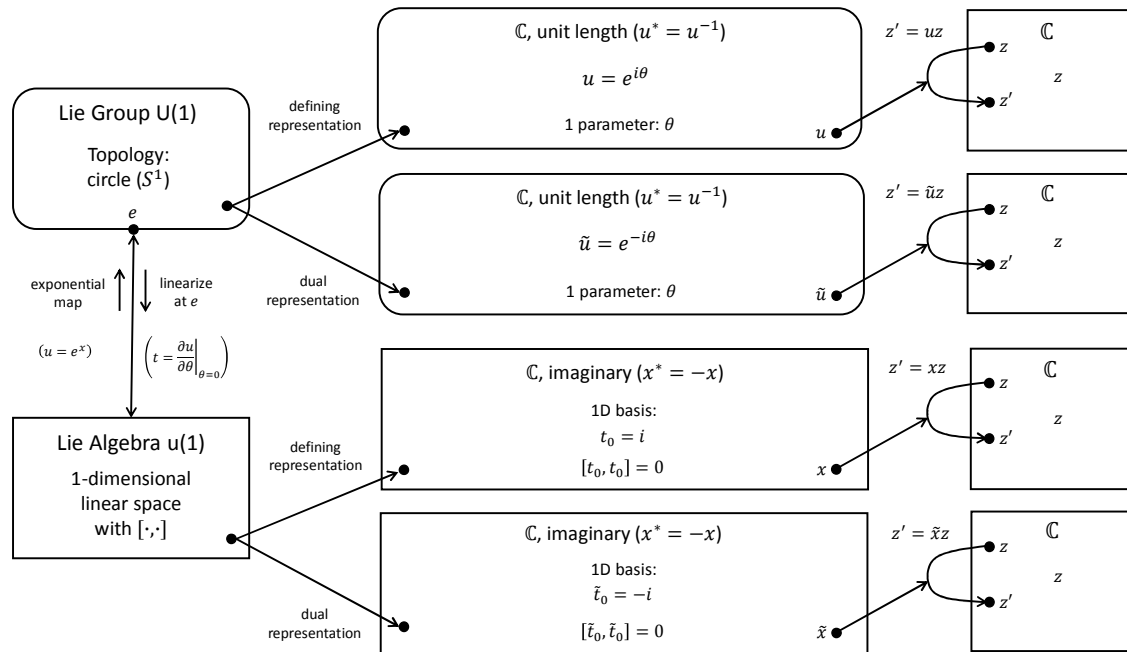 Lie Group U(1)
Topology:
circle (𝑆¹)
𝑒
exponential
map
linearize
at 𝑒
(𝑢 = 𝑒ˣ)
(𝑡 = ∂𝑢/∂𝜃|_{𝜃=0})
Lie Algebra u(1)
1-dimensional
linear space
with [·,·]
defining
representation
dual
representation
ℂ, unit length (𝑢* = 𝑢⁻¹)
𝑢 = 𝑒^{𝑖𝜃}
1 parameter: 𝜃
𝑢
𝑧′ = 𝑢𝑧
ℂ
𝑧
𝑧
𝑧′
ℂ, unit length (𝑢* = 𝑢⁻¹)
𝑢̃ = 𝑒^{−𝑖𝜃}
1 parameter: 𝜃
𝑢̃
𝑧′ = 𝑢̃𝑧
ℂ
𝑧
𝑧
𝑧′
defining
representation
dual
representation
ℂ, imaginary (𝑥* = −𝑥)
1D basis:
𝑡₀ = 𝑖
[𝑡₀, 𝑡₀] = 0
𝑥
𝑧′ = 𝑥𝑧
ℂ
𝑧
𝑧
𝑧′
ℂ, imaginary (𝑥* = −𝑥)
1D basis:
𝑡̃₀ = −𝑖
[𝑡̃₀, 𝑡̃₀] = 0
𝑥̃
𝑧′ = 𝑥̃𝑧
ℂ
𝑧
𝑧
𝑧′